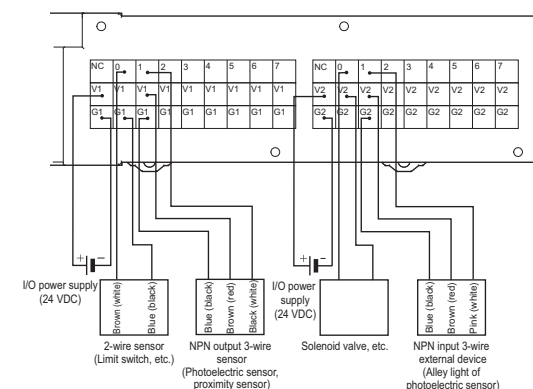 NC 0 1 2 3 4 5 6 7
V1 V1 V1 V1 V1 V1 V1 V1 V1
G1 G1 G1 G1 G1 G1 G1 G1 G1
NC 0 1 2 3 4 5 6 7
V2 V2 V2 V2 V2 V2 V2 V2 V2
G2 G2 G2 G2 G2 G2 G2 G2 G2
+ −
I/O power supply
(24 VDC)
Brown (white)
Blue (black)
2-wire sensor
(Limit switch, etc.)
Blue (black)
Brown (red)
Black (white)
NPN output 3-wire
sensor
(Photoelectric sensor,
proximity sensor)
+ −
I/O power
supply
(24 VDC)
Solenoid valve, etc.
Blue (black)
Brown (red)
Pink (white)
NPN input 3-wire
external device
(Alley light of
photoelectric sensor)